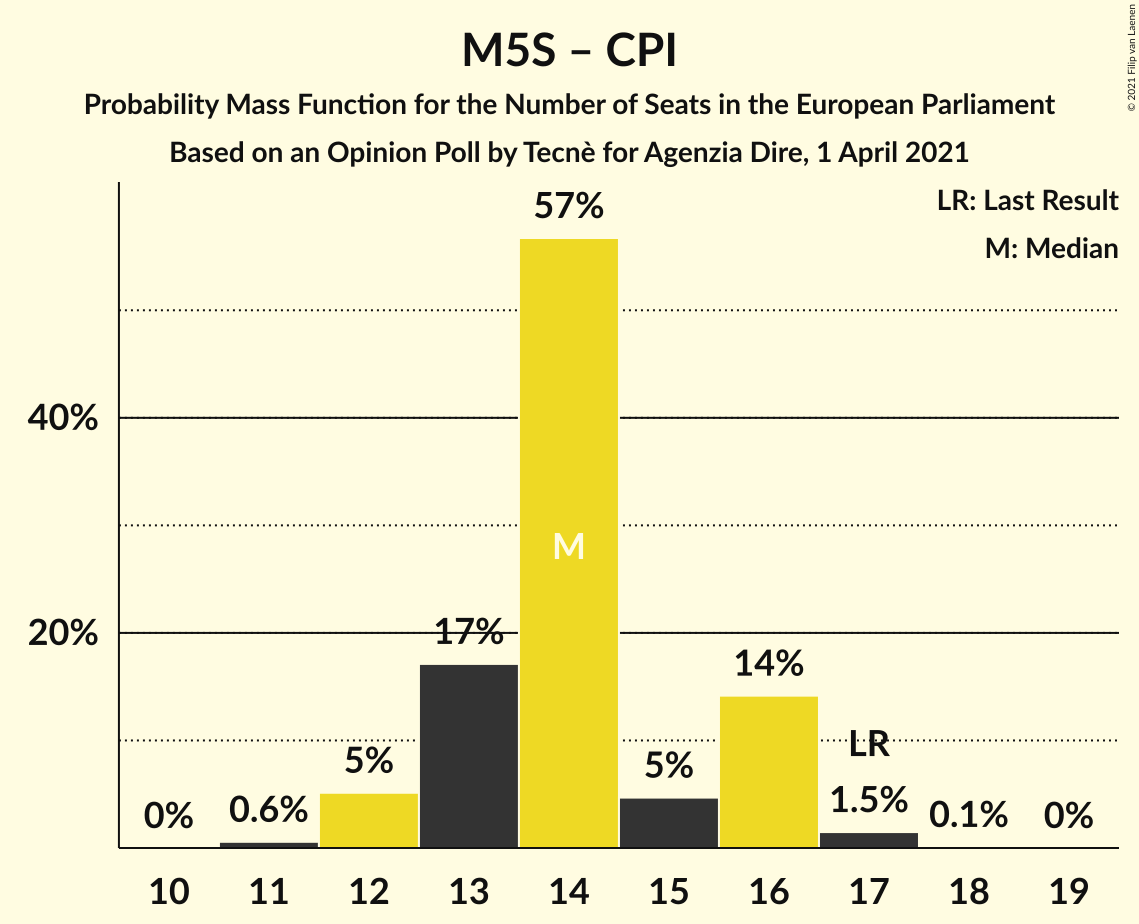 M5S – CPI
Probability Mass Function for the Number of Seats in the European Parliament
Based on an Opinion Poll by Tecnè for Agenzia Dire, 1 April 2021
© 2021 Filip van Laenen
LR: Last Result
M: Median
57%
40%
M
20%
17%
14%
LR
5%
5%
1.5%
0%
0.6%
0.1%
0%
10 11 12 13 14 15 16 17 18 19